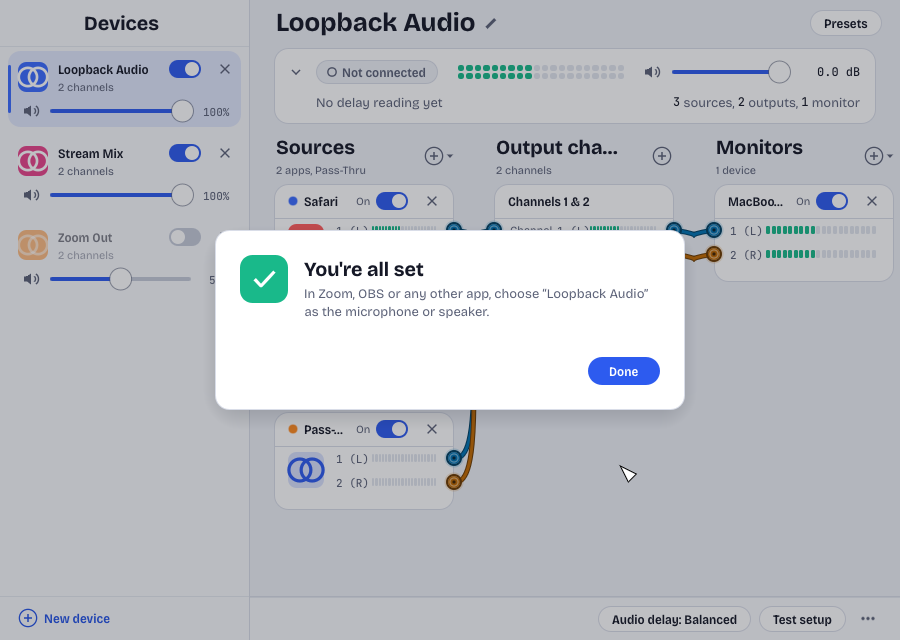 Devices
Loopback Audio
2 channels
100%
Stream Mix
2 channels
100%
Zoom Out
2 channels
New device
Loopback Audio
Presets
Not connected
0.0 dB
No delay reading yet
3 sources, 2 outputs, 1 monitor
Sources
2 apps, Pass-Thru
Output cha...
2 channels
Monitors
1 device
Safari
On
1 (L)
Channels 1 & 2
Channel 1 (L)
MacBoo...
On
1 (L)
2 (R)
You're all set
In Zoom, OBS or any other app, choose "Loopback Audio"
as the microphone or speaker.
Done
Pass-...
On
1 (L)
2 (R)
Audio delay: Balanced
Test setup